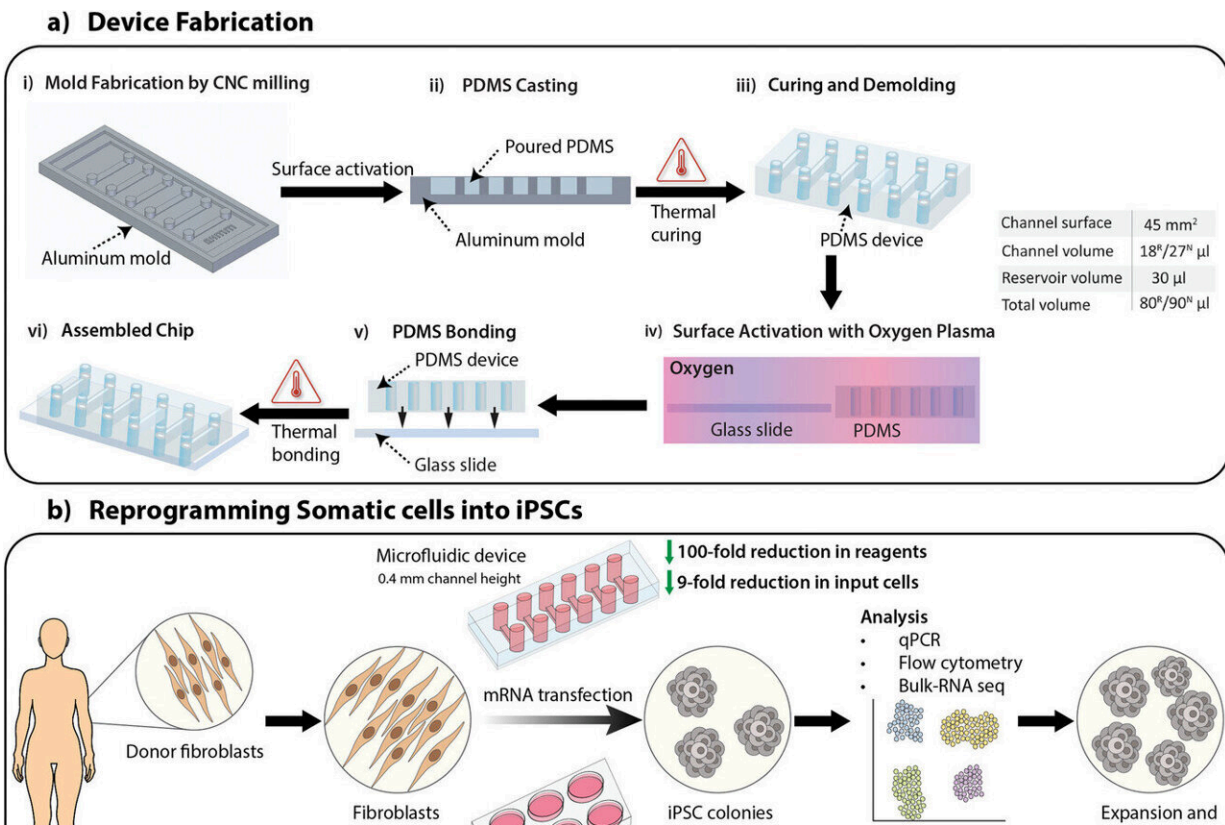 a) Device Fabrication
i) Mold Fabrication by CNC milling
Aluminum mold
Surface activation
ii) PDMS Casting
Poured PDMS
Aluminum mold
Thermal
curing
iii) Curing and Demolding
PDMS device
Channel surface 45 mm²
Channel volume 18ᴿ/27ᴺ µl
Reservoir volume 30 µl
Total volume 80ᴿ/90ᴺ µl
iv) Surface Activation with Oxygen Plasma
Oxygen
Glass slide
PDMS
v) PDMS Bonding
PDMS device
Glass slide
Thermal
bonding
vi) Assembled Chip
b) Reprogramming Somatic cells into iPSCs
Microfluidic device
0.4 mm channel height
100-fold reduction in reagents
9-fold reduction in input cells
Donor fibroblasts
Fibroblasts
mRNA transfection
iPSC colonies
Analysis
• qPCR
• Flow cytometry
• Bulk-RNA seq
Expansion and